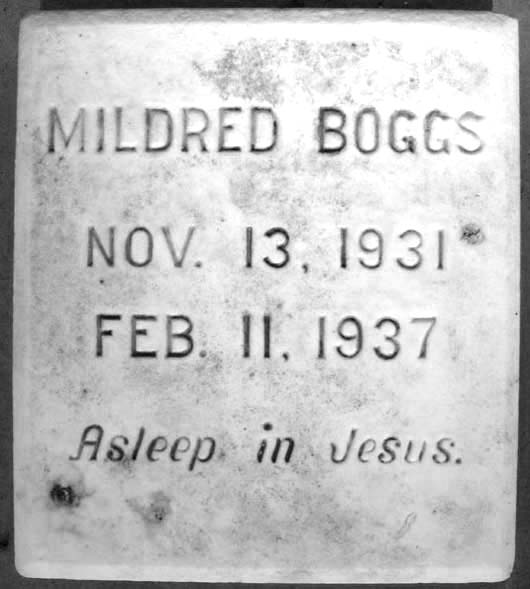 MILDRED BOGGS
NOV. 13, 1931
FEB. 11, 1937
Asleep in Jesus.